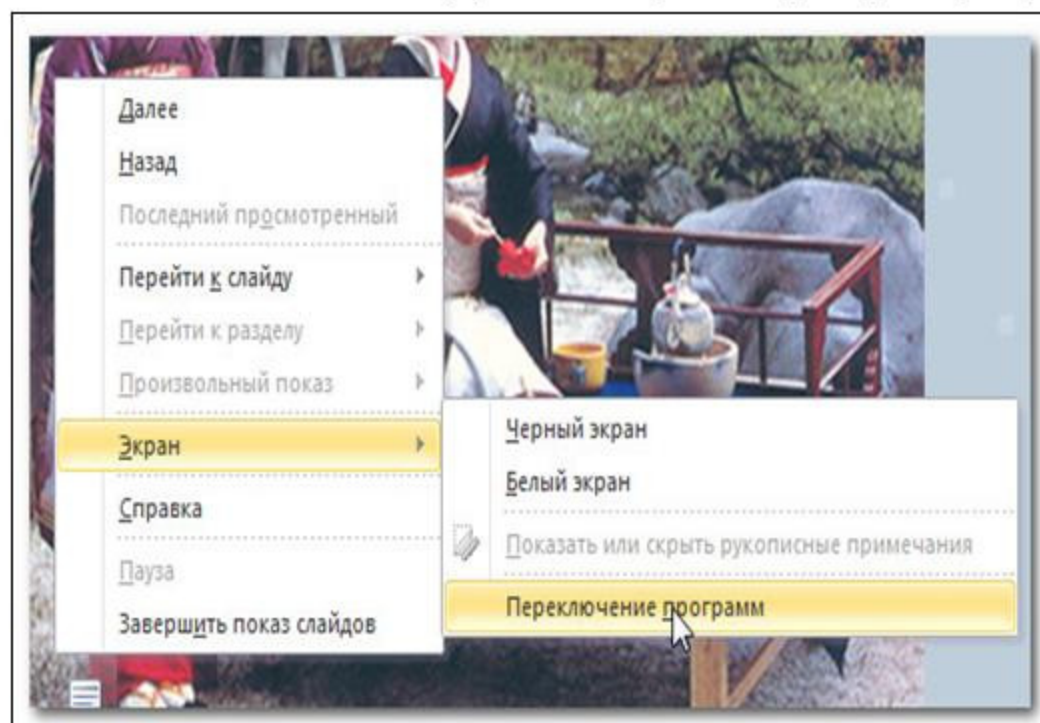 Далее
Назад
Последний просмотренный
Перейти к слайду
Перейти к разделу
Произвольный показ
Экран
Справка
Пауза
Завершить показ слайдов
Черный экран
Белый экран
Показать или скрыть рукописные примечания
Переключение программ